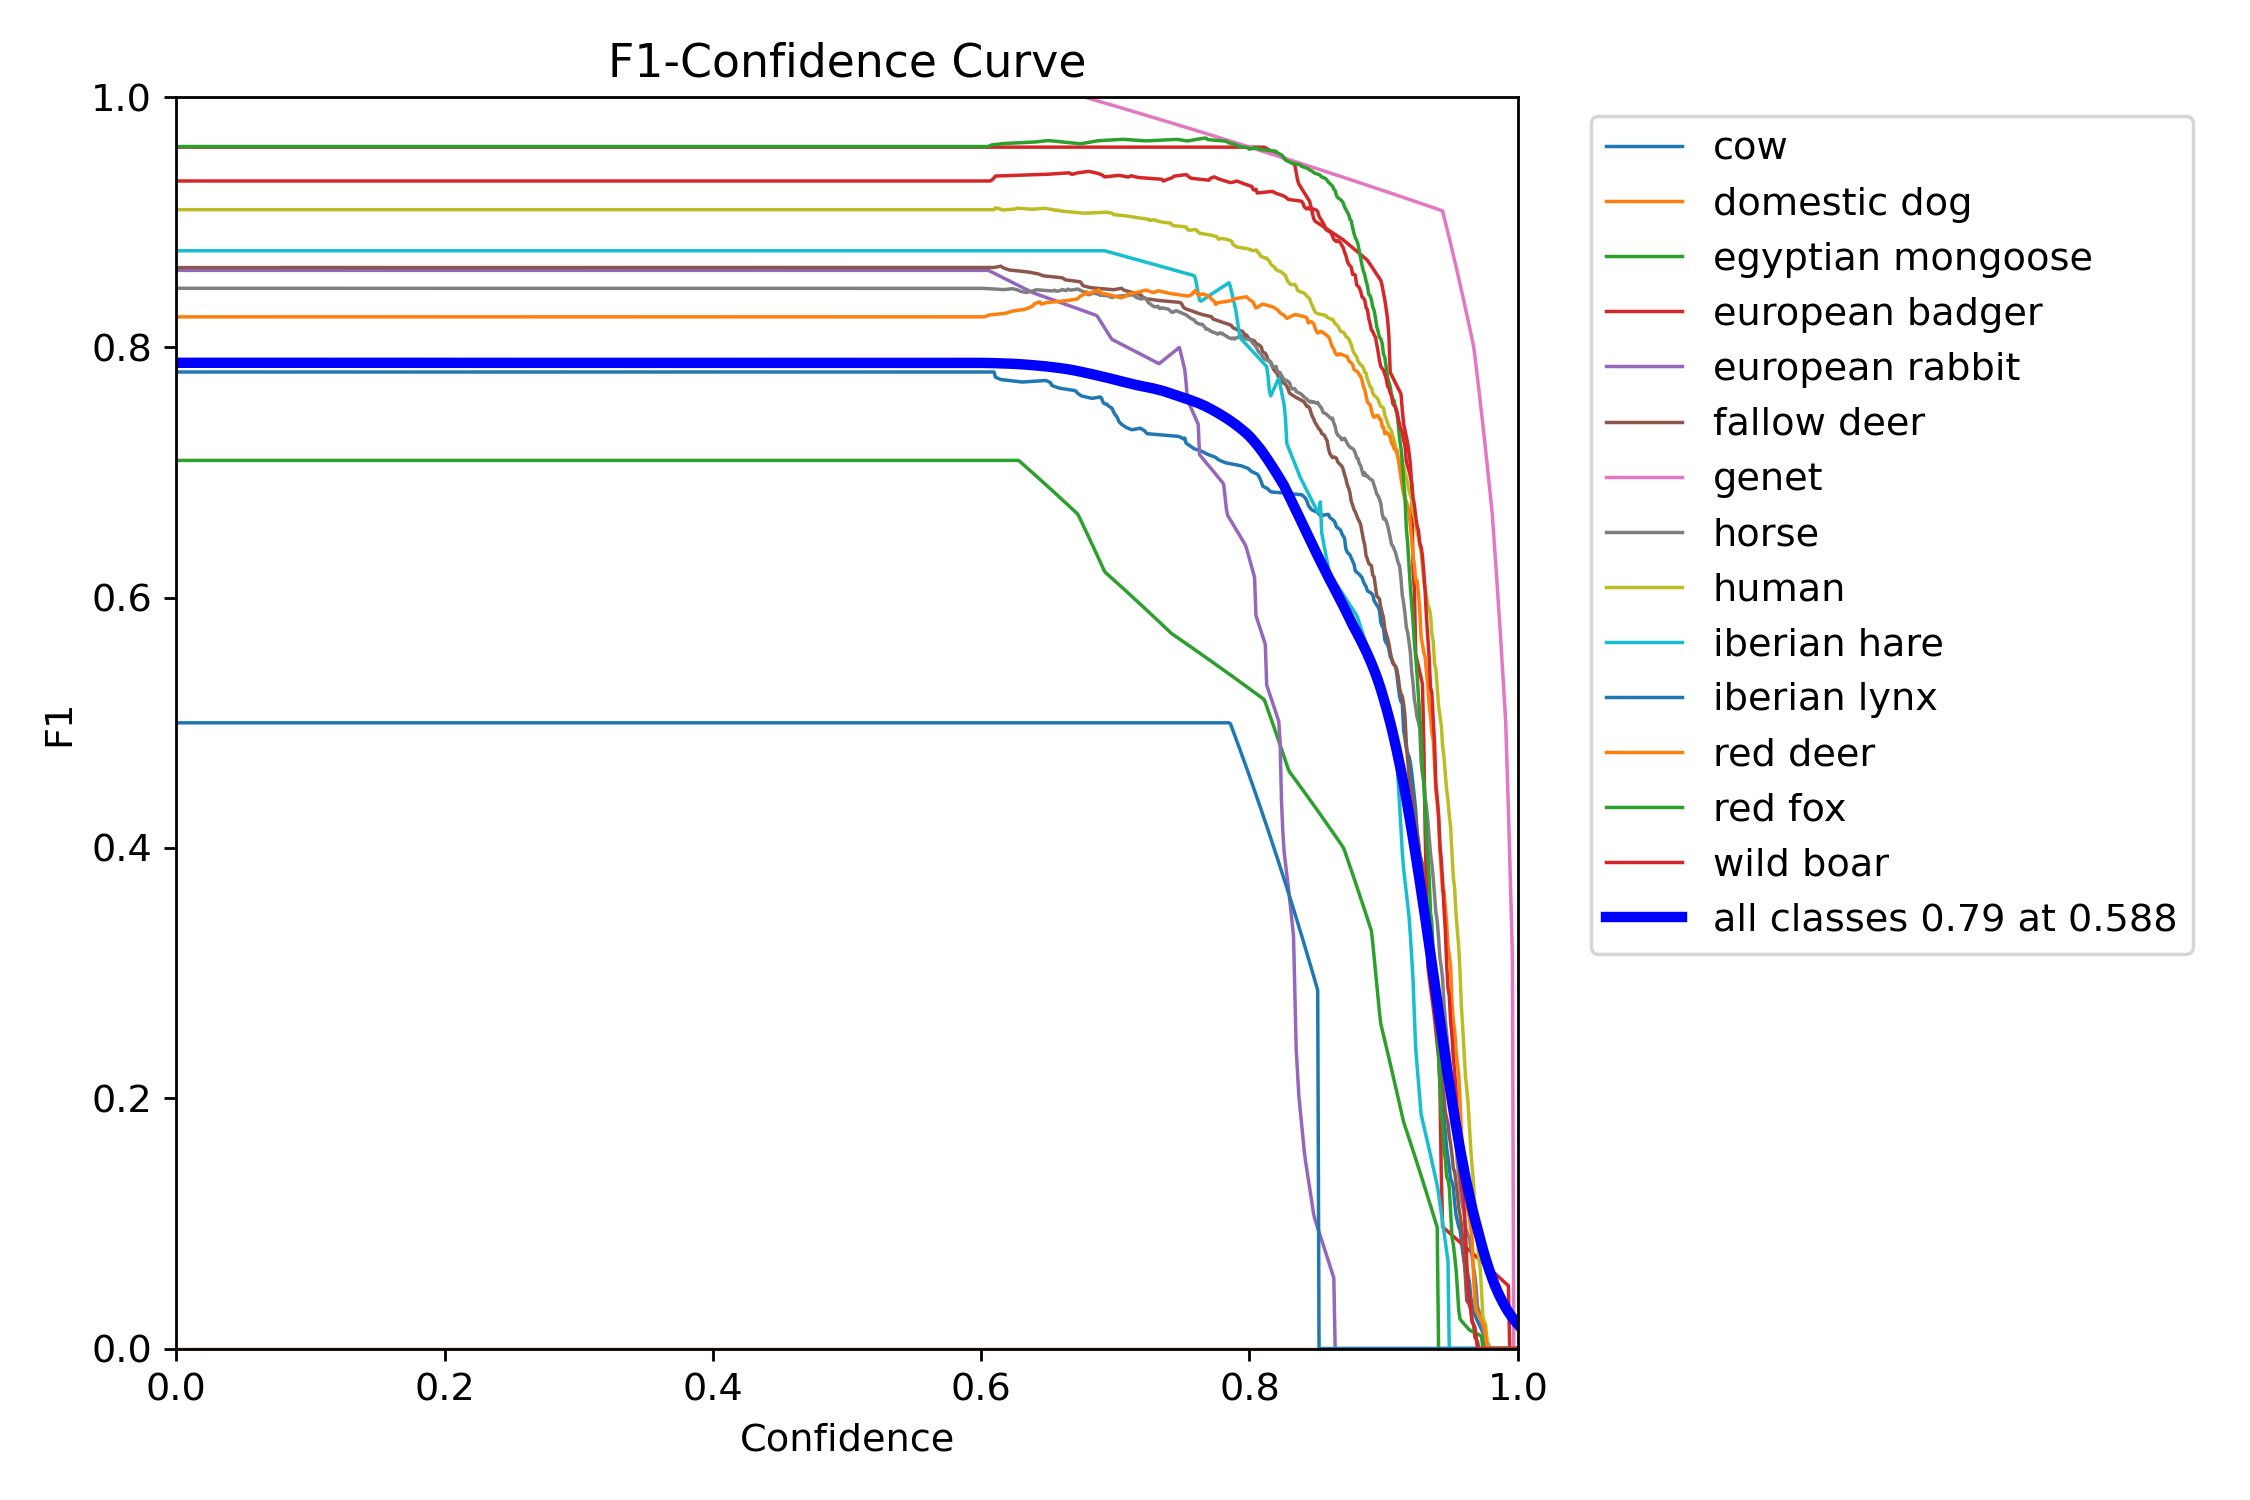 F1-Confidence Curve
1.0
0.8
0.6
0.4
0.2
0.0
F1
0.0 0.2 0.4 0.6 0.8 1.0
Confidence
cow
domestic dog
egyptian mongoose
european badger
european rabbit
fallow deer
genet
horse
human
iberian hare
iberian lynx
red deer
red fox
wild boar
all classes 0.79 at 0.588